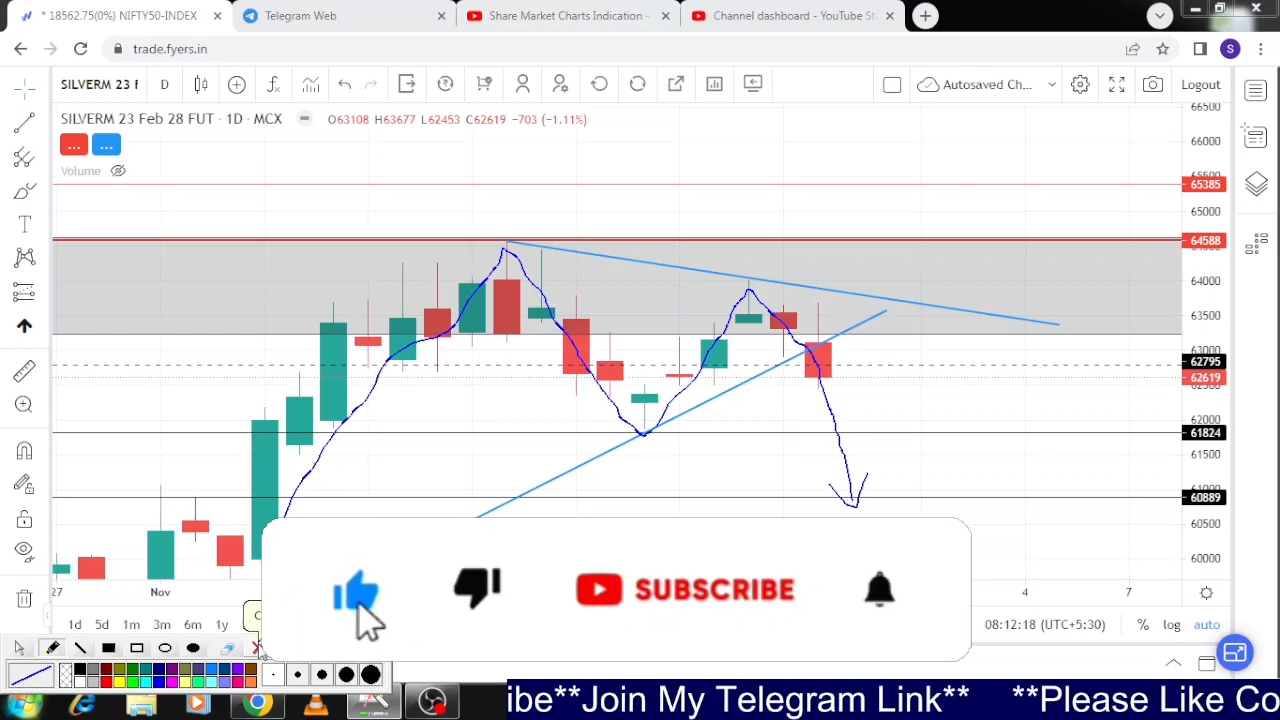 * 18562.75(0%) NIFTY50-INDEX
Telegram Web
Share Market Charts Indication -
Channel dashboard - YouTube St
trade.fyers.in
SILVERM 23 F
D
Autosaved Ch...
Logout
SILVERM 23 Feb 28 FUT · 1D · MCX
O63108 H63677 L62453 C62619 -703 (-1.11%)
Volume
66500
66000
65500
65385
65000
64588
64000
63500
63000
62795
62619
62500
62000
61824
61500
61000
60889
60500
60000
27
Nov
4
7
1d 5d 1m 3m 6m 1y
08:12:18 (UTC+5:30)
% log auto
SUBSCRIBE
ibe**Join My Telegram Link** **Please Like Co